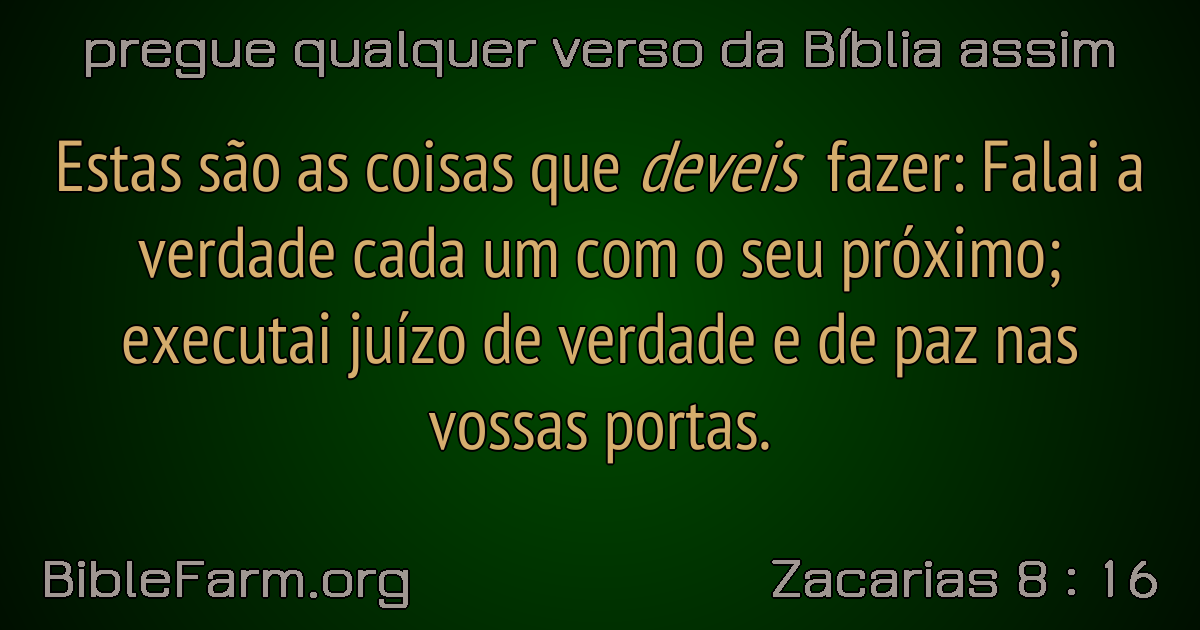 pregue qualquer verso da Bíblia assim
Estas são as coisas que deveis fazer: Falai a
verdade cada um com o seu próximo;
executai juízo de verdade e de paz nas
vossas portas.
BibleFarm.org
Zacarias 8 : 16